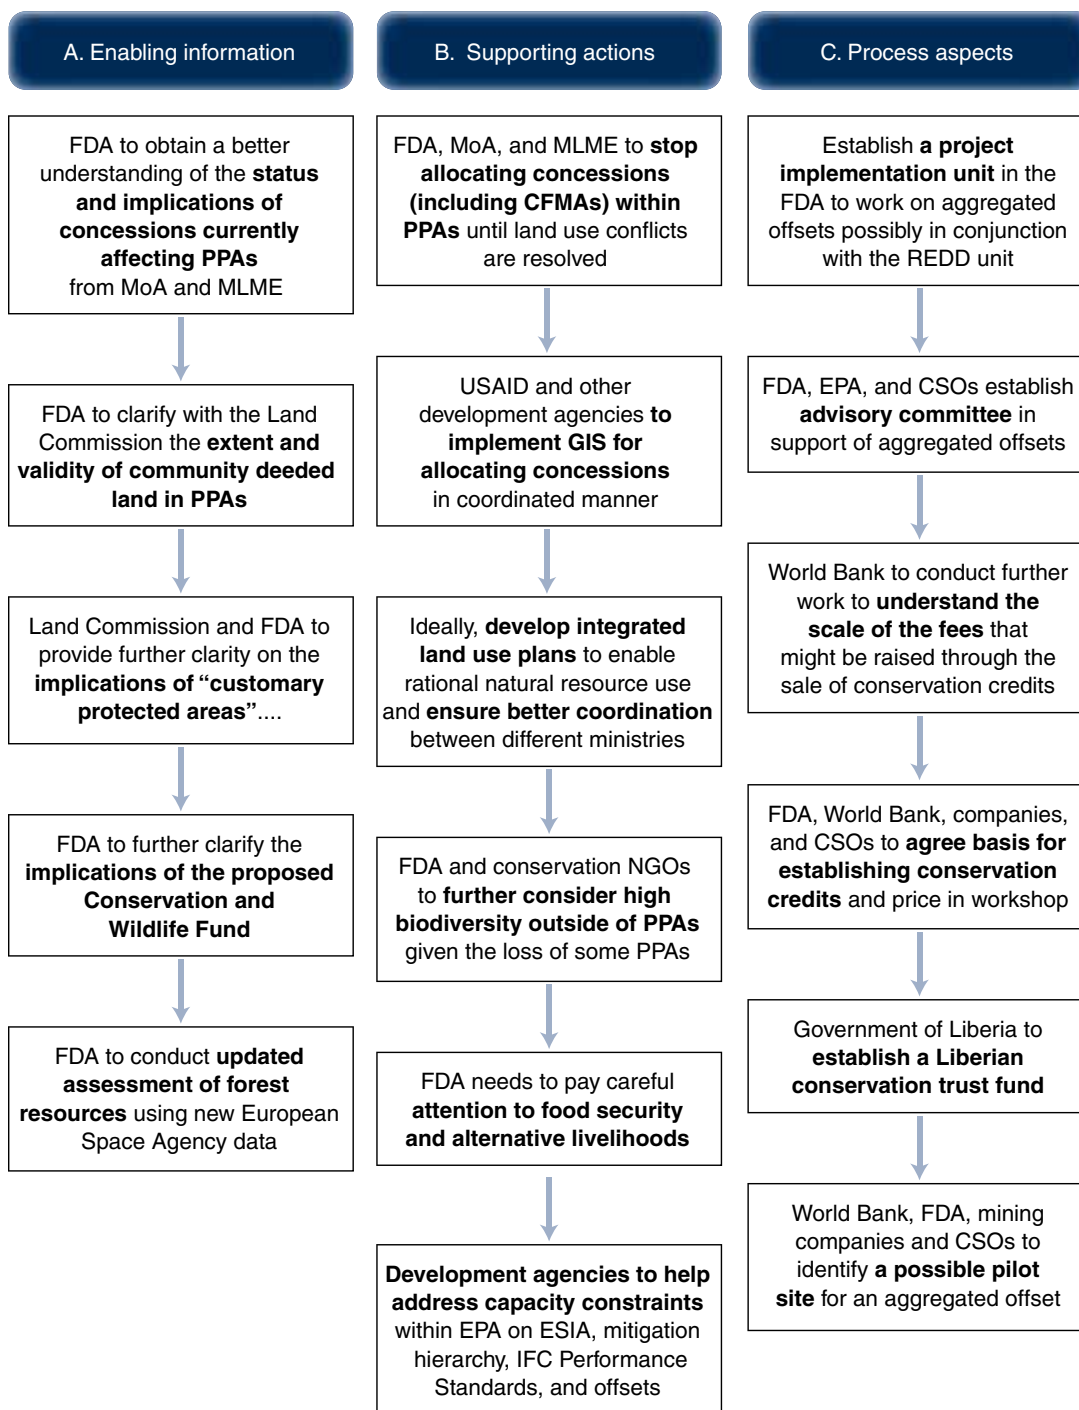 A. Enabling information
FDA to obtain a better
understanding of the status
and implications of
concessions currently
affecting PPAs
from MoA and MLME
FDA to clarify with the Land
Commission the extent and
validity of community deeded
land in PPAs
Land Commission and FDA to
provide further clarity on the
implications of “customary
protected areas”....
FDA to further clarify the
implications of the proposed
Conservation and
Wildlife Fund
FDA to conduct updated
assessment of forest
resources using new European
Space Agency data
B. Supporting actions
FDA, MoA, and MLME to stop
allocating concessions
(including CFMAs) within
PPAs until land use conflicts
are resolved
USAID and other
development agencies to
implement GIS for
allocating concessions
in coordinated manner
Ideally, develop integrated
land use plans to enable
rational natural resource use
and ensure better coordination
between different ministries
FDA and conservation NGOs
to further consider high
biodiversity outside of PPAs
given the loss of some PPAs
FDA needs to pay careful
attention to food security
and alternative livelihoods
Development agencies to help
address capacity constraints
within EPA on ESIA, mitigation
hierarchy, IFC Performance
Standards, and offsets
C. Process aspects
Establish a project
implementation unit in the
FDA to work on aggregated
offsets possibly in conjunction
with the REDD unit
FDA, EPA, and CSOs establish
advisory committee in
support of aggregated offsets
World Bank to conduct further
work to understand the
scale of the fees that
might be raised through the
sale of conservation credits
FDA, World Bank, companies,
and CSOs to agree basis for
establishing conservation
credits and price in workshop
Government of Liberia to
establish a Liberian
conservation trust fund
World Bank, FDA, mining
companies and CSOs to
identify a possible pilot
site for an aggregated offset